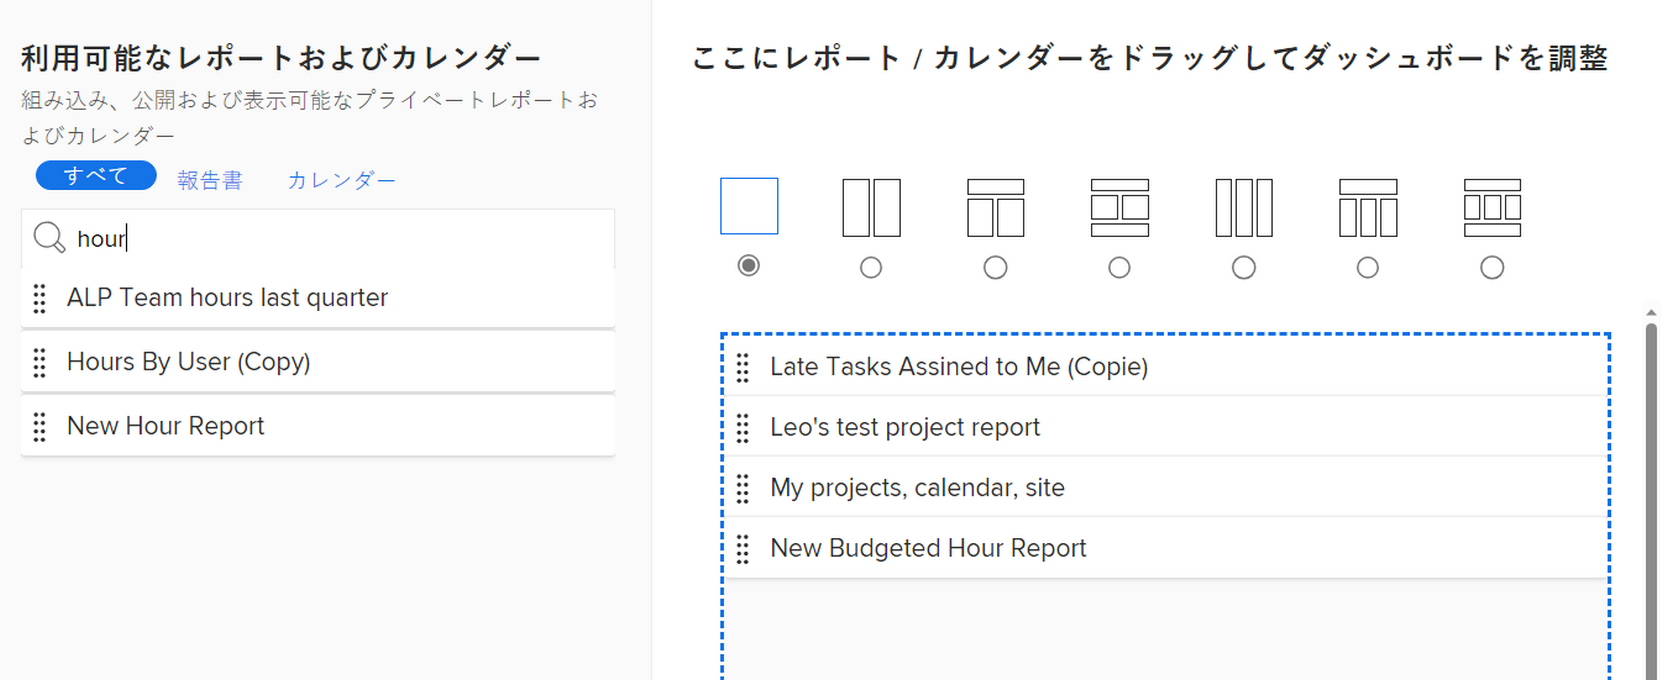 利用可能なレポートおよびカレンダー
組み込み、公開および表示可能なプライベートレポートお
よびカレンダー
すべて 報告書 カレンダー
hour
ALP Team hours last quarter
Hours By User (Copy)
New Hour Report
ここにレポート / カレンダーをドラッグしてダッシュボードを調整
Late Tasks Assined to Me (Copie)
Leo's test project report
My projects, calendar, site
New Budgeted Hour Report